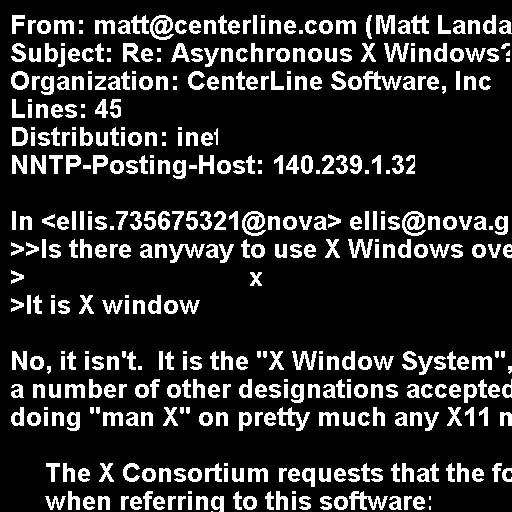 From: matt@centerline.com (Matt Landa
Subject: Re: Asynchronous X Windows?
Organization: CenterLine Software, Inc
Lines: 45
Distribution: inet
NNTP-Posting-Host: 140.239.1.32

In <ellis.735675321@nova> ellis@nova.g
>>Is there anyway to use X Windows ove
> x
>It is X window

No, it isn't.  It is the "X Window System",
a number of other designations accepted
doing "man X" on pretty much any X11 m

The X Consortium requests that the fo
when referring to this software: